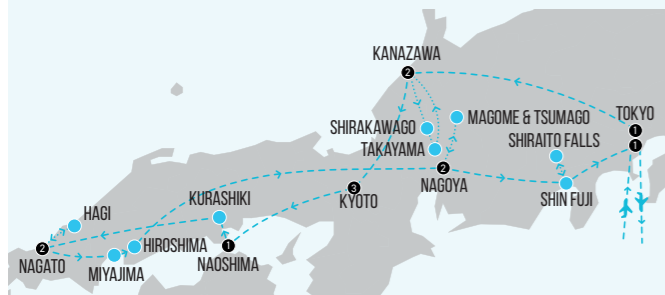 KANAZAWA
2
TOKYO
1
1
MAGOME & TSUMAGO
SHIRAKAWAGO
SHIRAITO FALLS
TAKAYAMA
2
NAGOYA
SHIN FUJI
3
KYOTO
KURASHIKI
HAGI
HIROSHIMA
1
NAOSHIMA
2
NAGATO
MIYAJIMA